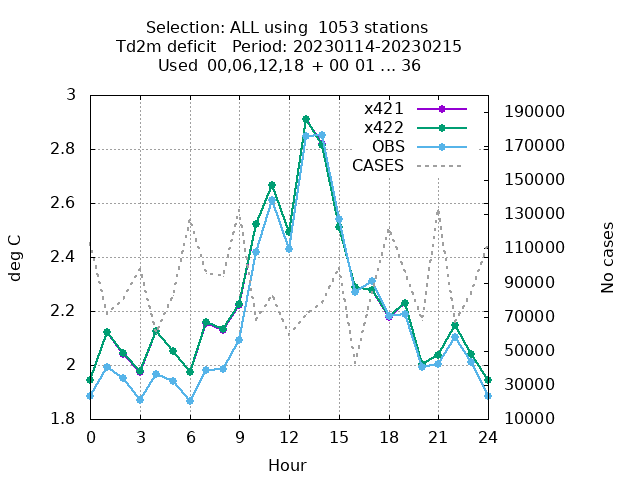 Selection: ALL using  1053 stations
Td2m deficit   Period: 20230114-20230215
Used  00,06,12,18  + 00 01 ... 36
x421
x422
OBS
CASES
3
2.8
2.6
2.4
2.2
2
1.8
190000
170000
150000
130000
110000
90000
70000
50000
30000
10000
deg C
No cases
0 3 6 9 12 15 18 21 24
Hour